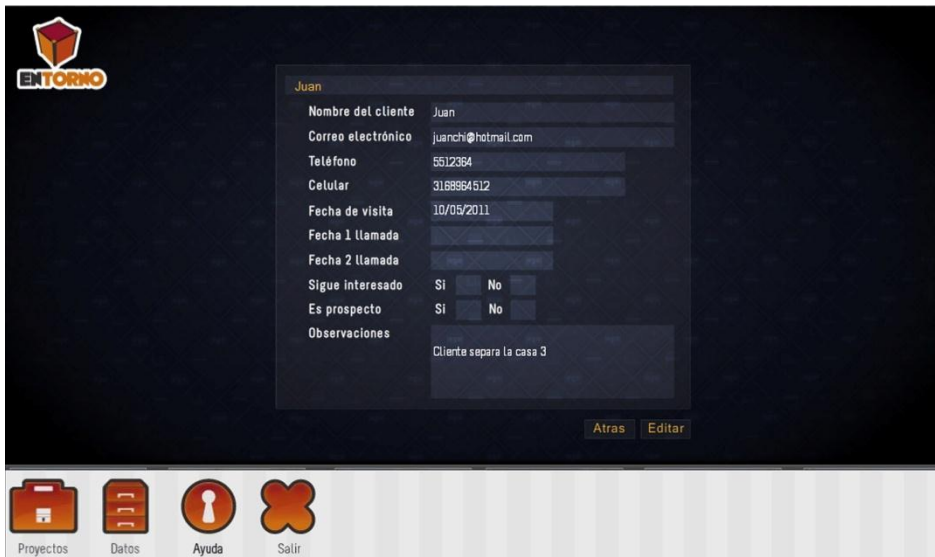 ENTORNO
Juan
Nombre del cliente Juan
Correo electrónico juanchi@hotmail.com
Teléfono 5512364
Celular 3168964512
Fecha de visita 10/05/2011
Fecha 1 llamada
Fecha 2 llamada
Sigue interesado Si No
Es prospecto Si No
Observaciones
Cliente separa la casa 3
Atras Editar
Proyectos Datos Ayuda Salir